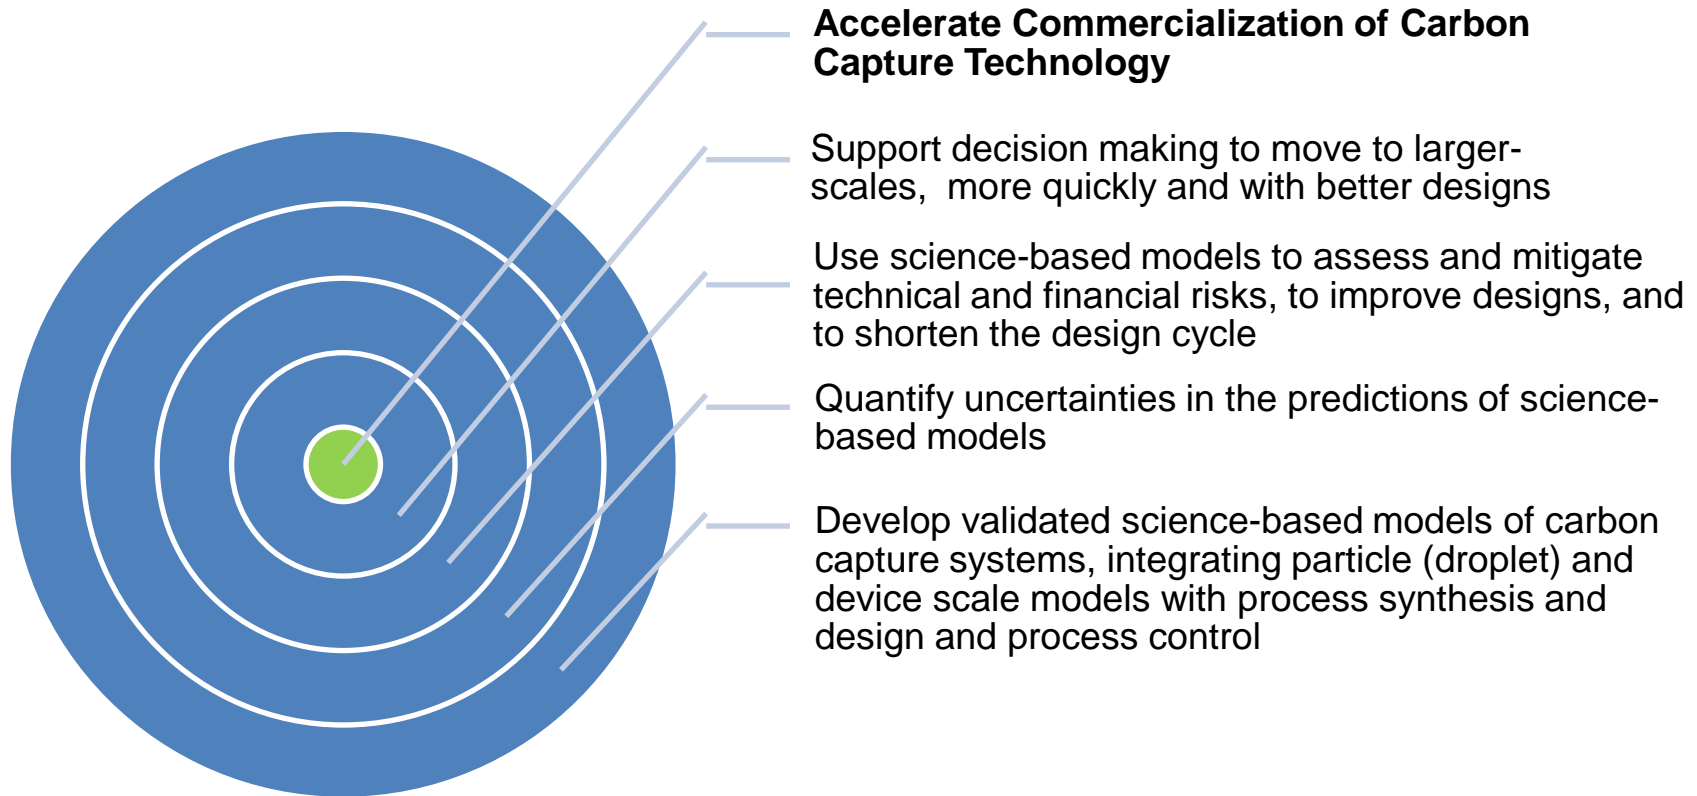 Accelerate Commercialization of Carbon
Capture Technology
Support decision making to move to larger-
scales,  more quickly and with better designs
Use science-based models to assess and mitigate
technical and financial risks, to improve designs, and
to shorten the design cycle
Quantify uncertainties in the predictions of science-
based models
Develop validated science-based models of carbon
capture systems, integrating particle (droplet) and
device scale models with process synthesis and
design and process control